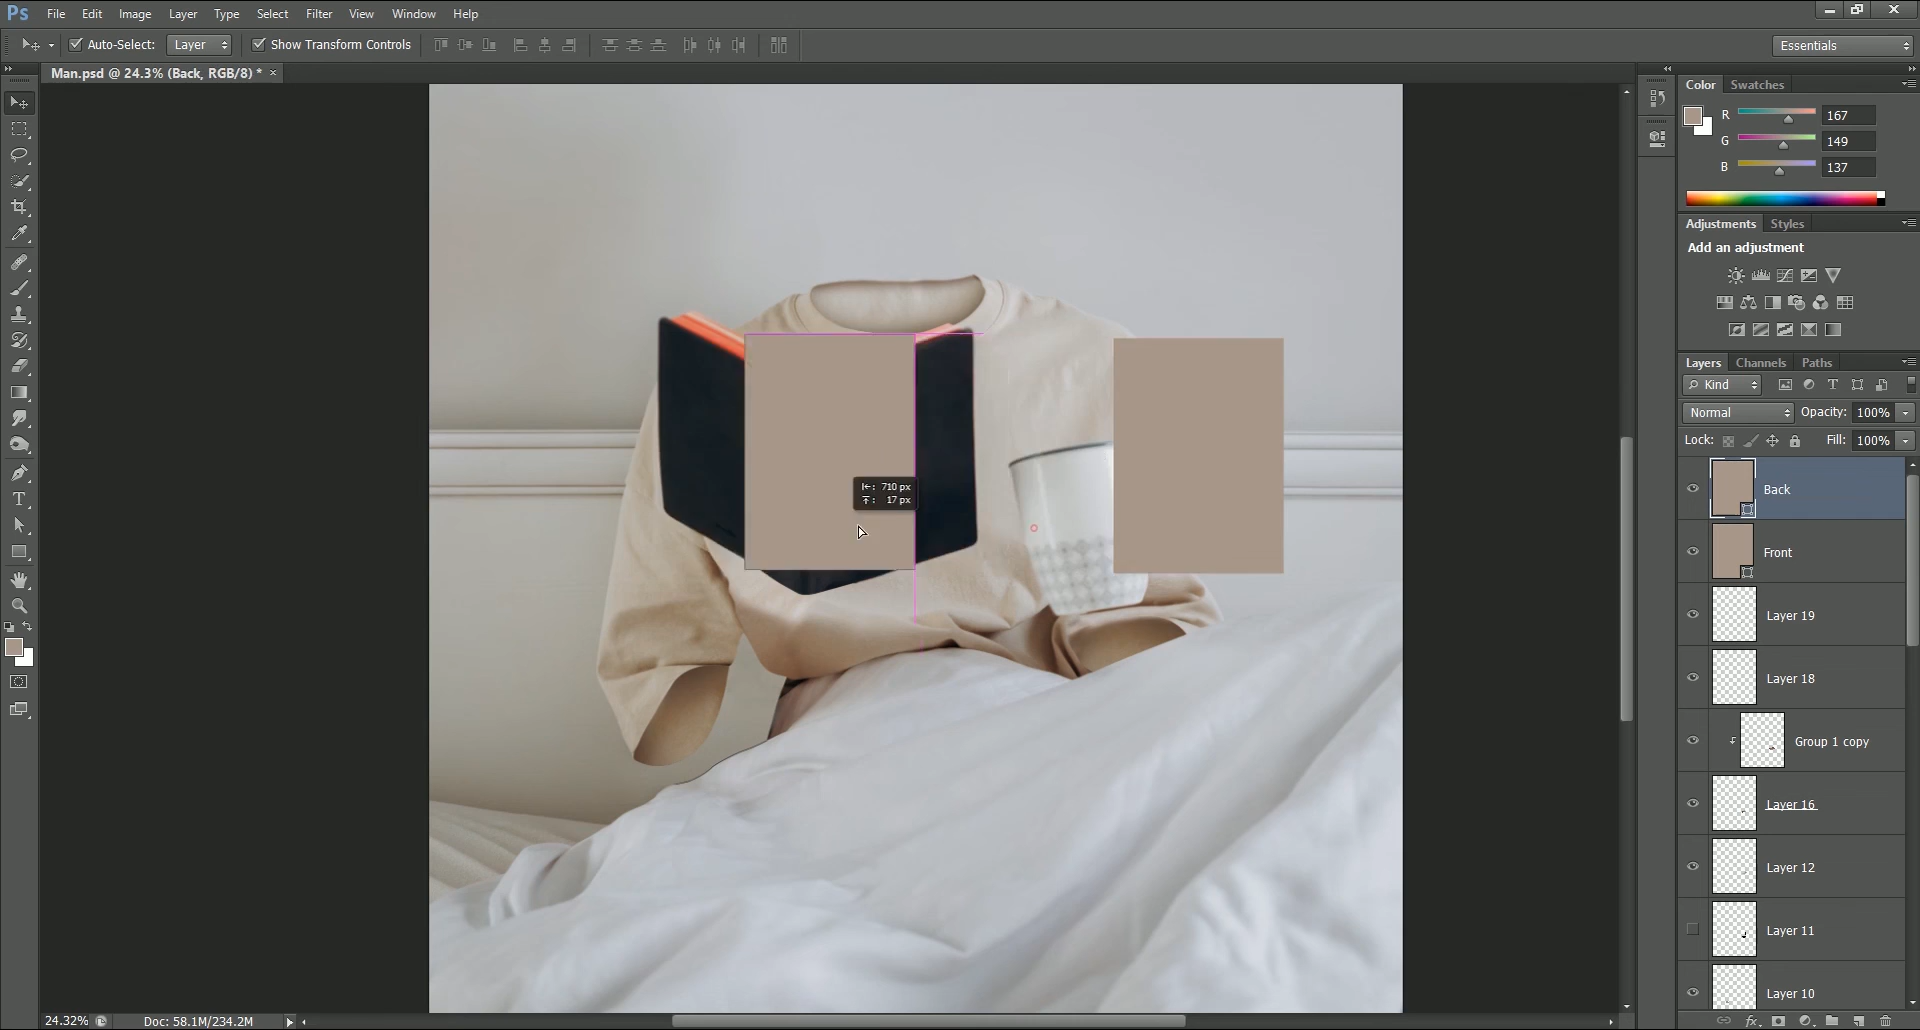 Ps File Edit Image Layer Type Select Filter View Window Help
Auto-Select: Layer Show Transform Controls Essentials
Man.psd @ 24.3% (Back, RGB/8) * ×
Color Swatches
R 167
G 149
B 137
Adjustments Styles
Add an adjustment
Layers Channels Paths
Kind
Normal Opacity: 100%
Lock: Fill: 100%
Back
Front
Layer 19
Layer 18
Group 1 copy
Layer 16
Layer 12
Layer 11
Layer 10
710 px
17 px
24.32% Doc: 58.1M/234.2M